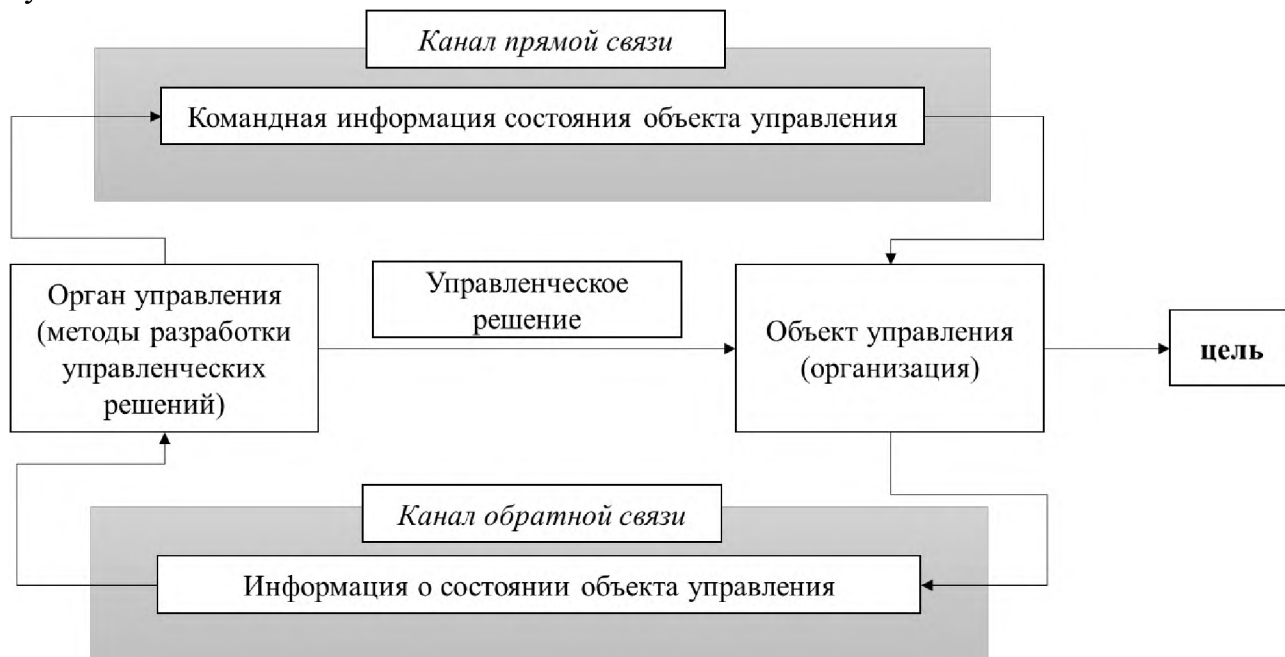 Канал прямой связи
Командная информация состояния объекта управления
Орган управления
(методы разработки
управленческих
решений)
Управленческое
решение
Объект управления
(организация)
цель
Канал обратной связи
Информация о состоянии объекта управления